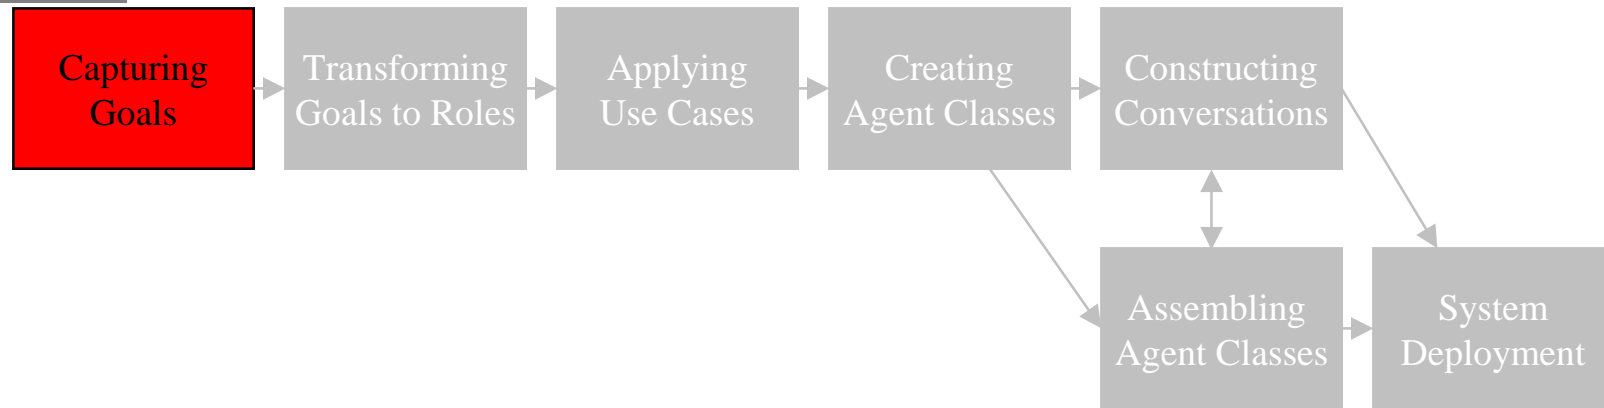 Capturing
Goals
Transforming
Goals to Roles
Applying
Use Cases
Creating
Agent Classes
Constructing
Conversations
Assembling
Agent Classes
System
Deployment